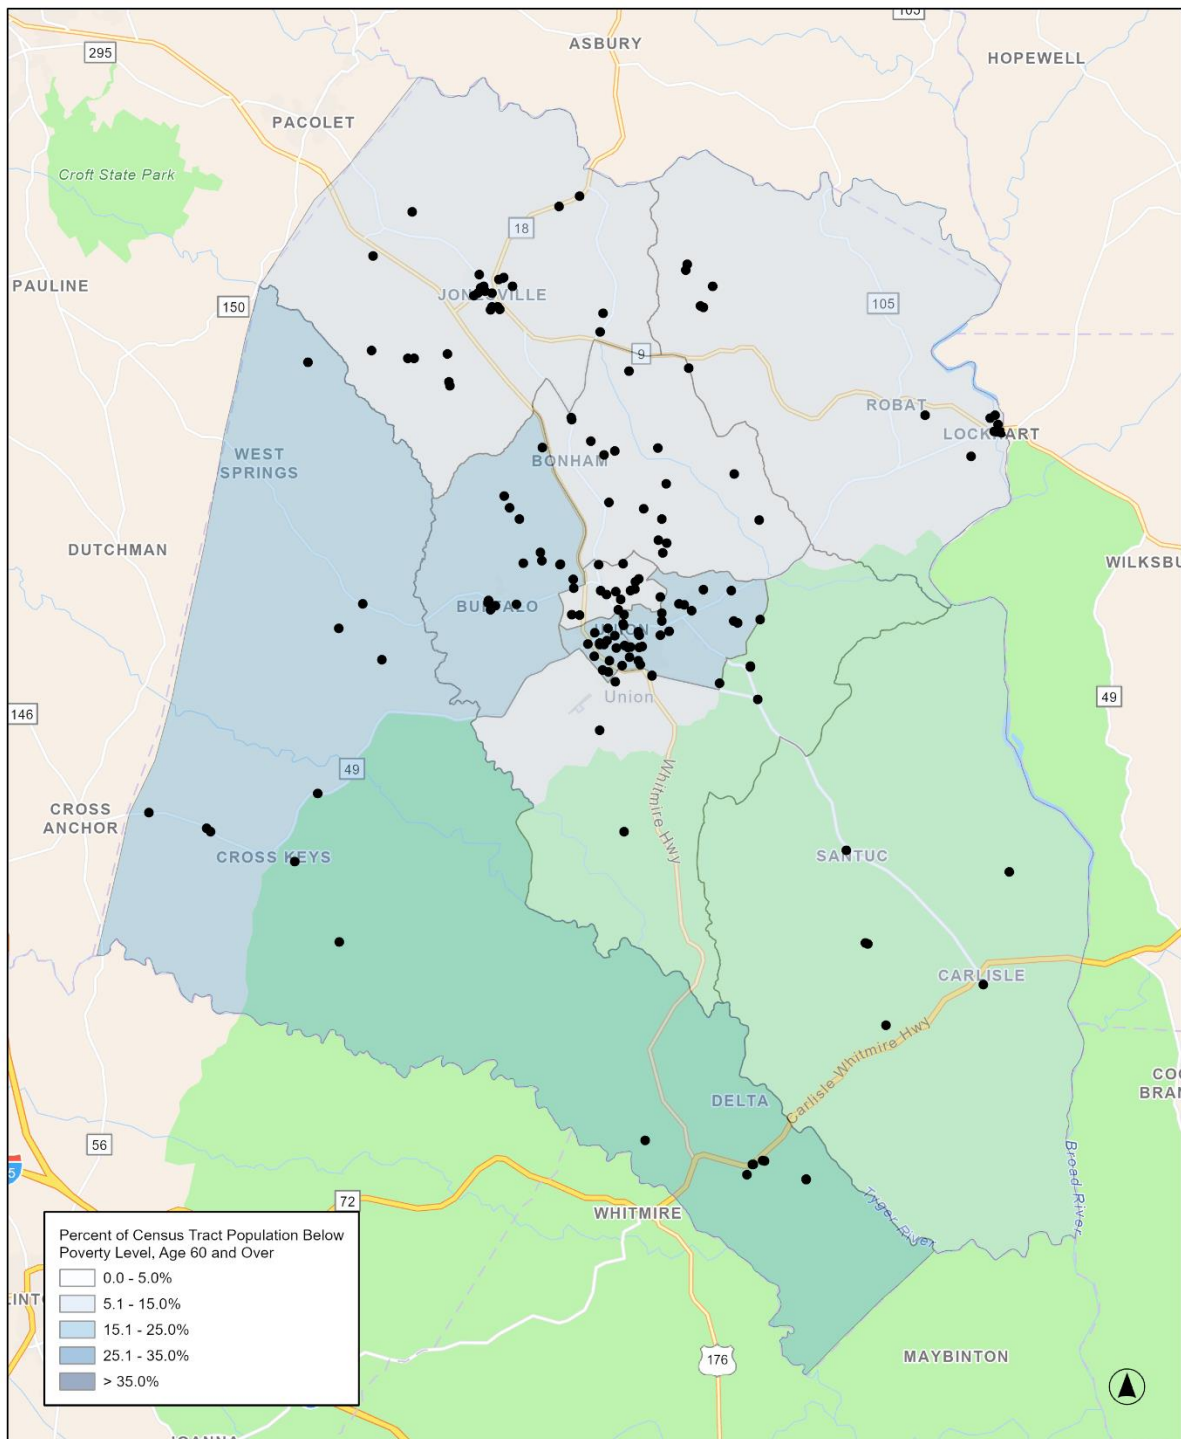 105
295
ASBURY
HOPEWELL
PACOLET
Croft State Park
18
PAULINE
JONESVILLE
150
105
9
ROBAT
LOCKHART
WEST
SPRINGS
BONHAM
DUTCHMAN
WILKSBU
BUFFALO
UNION
Union
49
146
49
CROSS
ANCHOR
Whitmire Hwy
CROSS KEYS
SANTUC
CARLISLE
Carlisle Whitmire Hwy
COO
BRAN
DELTA
56
5
Broad River
72
Tyger River
WHITMIRE
Percent of Census Tract Population Below
Poverty Level, Age 60 and Over
0.0 - 5.0%
5.1 - 15.0%
15.1 - 25.0%
25.1 - 35.0%
> 35.0%
LINT
176
MAYBINTON
JOANNA